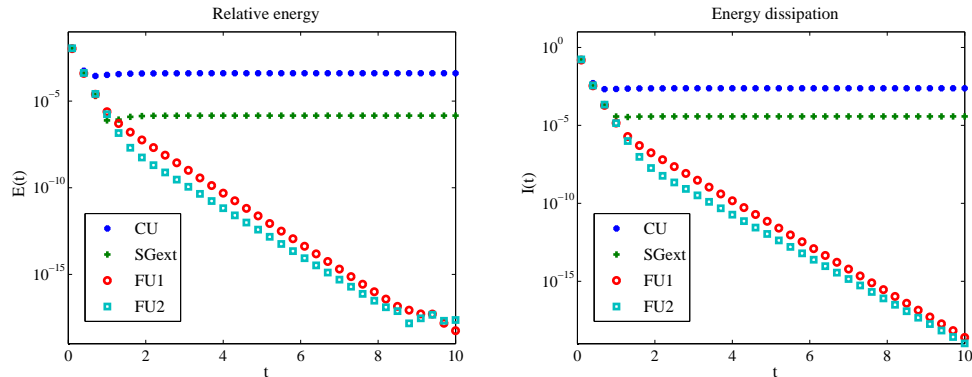 Relative energy
E(t)
10^-5
10^-10
10^-15
CU
SGext
FU1
FU2
0 2 4 6 8 10
t
Energy dissipation
I(t)
10^0
10^-5
10^-10
10^-15
CU
SGext
FU1
FU2
0 2 4 6 8 10
t